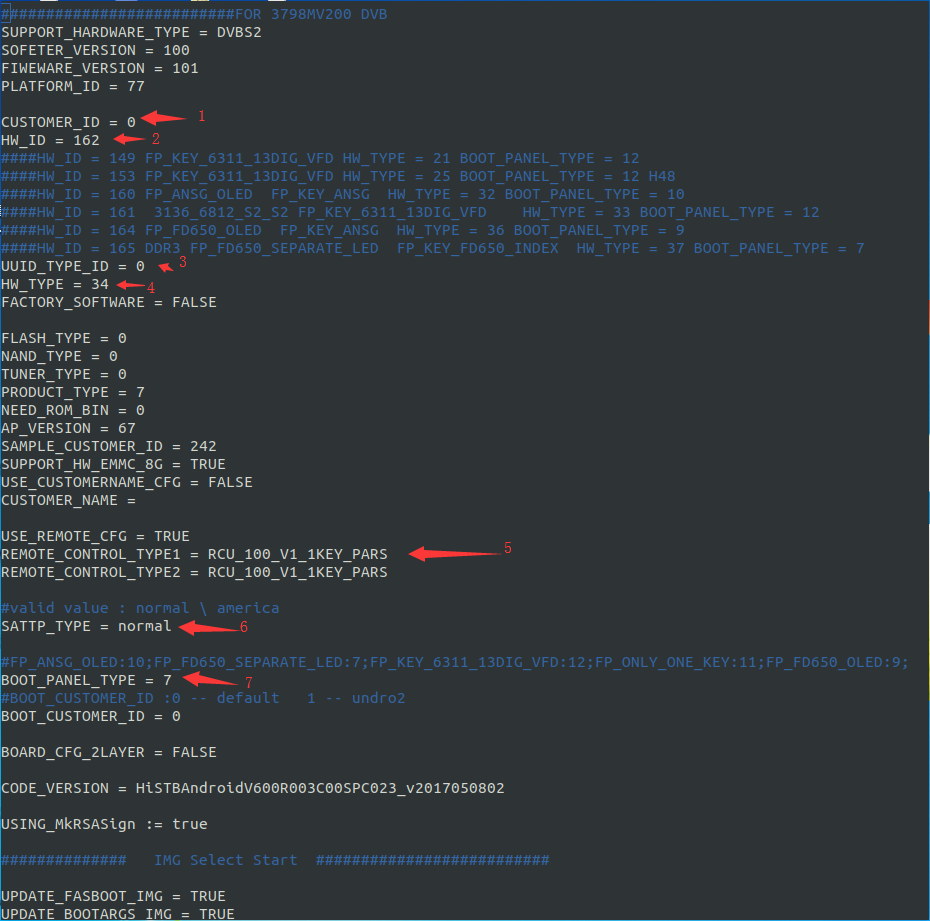 ##########################FOR 3798MV200 DVB
SUPPORT_HARDWARE_TYPE = DVBS2
SOFETER_VERSION = 100
FIWEWARE_VERSION = 101
PLATFORM_ID = 77
CUSTOMER_ID = 0 1
HW_ID = 162 2
####HW_ID = 149 FP_KEY_6311_13DIG_VFD HW_TYPE = 21 BOOT_PANEL_TYPE = 12
####HW_ID = 153 FP_KEY_6311_13DIG_VFD HW_TYPE = 25 BOOT_PANEL_TYPE = 12 H48
####HW_ID = 160 FP_ANSG_OLED  FP_KEY_ANSG  HW_TYPE = 32 BOOT_PANEL_TYPE = 10
####HW_ID = 161  3136_6812_S2_S2 FP_KEY_6311_13DIG_VFD    HW_TYPE = 33 BOOT_PANEL_TYPE = 12
####HW_ID = 164 FP_FD650_OLED  FP_KEY_ANSG  HW_TYPE = 36 BOOT_PANEL_TYPE = 9
####HW_ID = 165 DDR3 FP_FD650_SEPARATE_LED  FP_KEY_FD650_INDEX  HW_TYPE = 37 BOOT_PANEL_TYPE = 7
UUID_TYPE_ID = 0 3
HW_TYPE = 34 4
FACTORY_SOFTWARE = FALSE
FLASH_TYPE = 0
NAND_TYPE = 0
TUNER_TYPE = 0
PRODUCT_TYPE = 7
NEED_ROM_BIN = 0
AP_VERSION = 67
SAMPLE_CUSTOMER_ID = 242
SUPPORT_HW_EMMC_8G = TRUE
USE_CUSTOMERNAME_CFG = FALSE
CUSTOMER_NAME =
USE_REMOTE_CFG = TRUE
REMOTE_CONTROL_TYPE1 = RCU_100_V1_1KEY_PARS 5
REMOTE_CONTROL_TYPE2 = RCU_100_V1_1KEY_PARS
#valid value : normal \ america
SATTP_TYPE = normal 6
#FP_ANSG_OLED:10;FP_FD650_SEPARATE_LED:7;FP_KEY_6311_13DIG_VFD:12;FP_ONLY_ONE_KEY:11;FP_FD650_OLED:9;
BOOT_PANEL_TYPE = 7 7
#BOOT_CUSTOMER_ID :0 -- default   1 -- undro2
BOOT_CUSTOMER_ID = 0
BOARD_CFG_2LAYER = FALSE
CODE_VERSION = HiSTBAndroidV600R003C00SPC023_v2017050802
USING_MkRSASign := true
##############   IMG Select Start  ##########################
UPDATE_FASBOOT_IMG = TRUE
UPDATE_BOOTARGS_IMG = TRUE